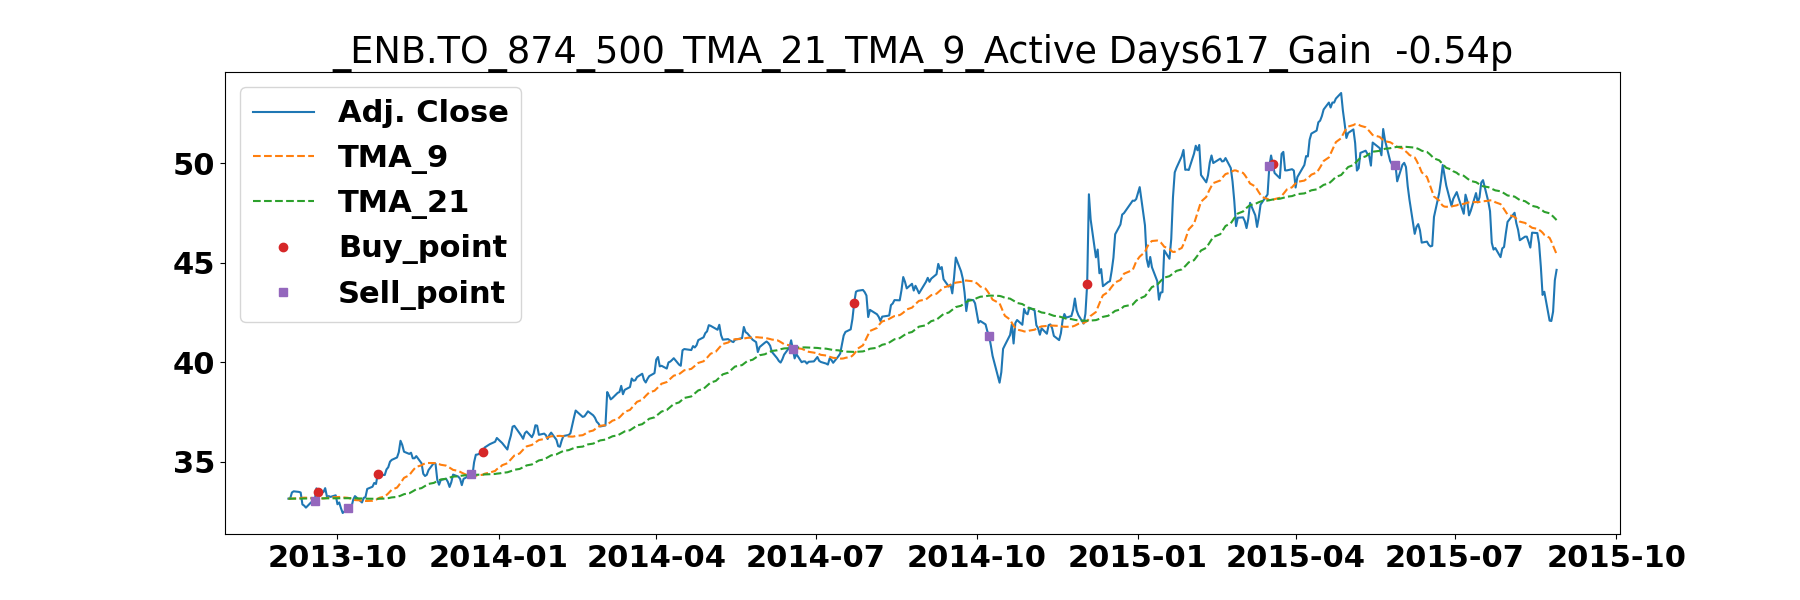 _ENB.TO_874_500_TMA_21_TMA_9_Active Days617_Gain  -0.54p
Adj. Close
TMA_9
TMA_21
Buy_point
Sell_point
50
45
40
35
2013-10 2014-01 2014-04 2014-07 2014-10 2015-01 2015-04 2015-07 2015-10